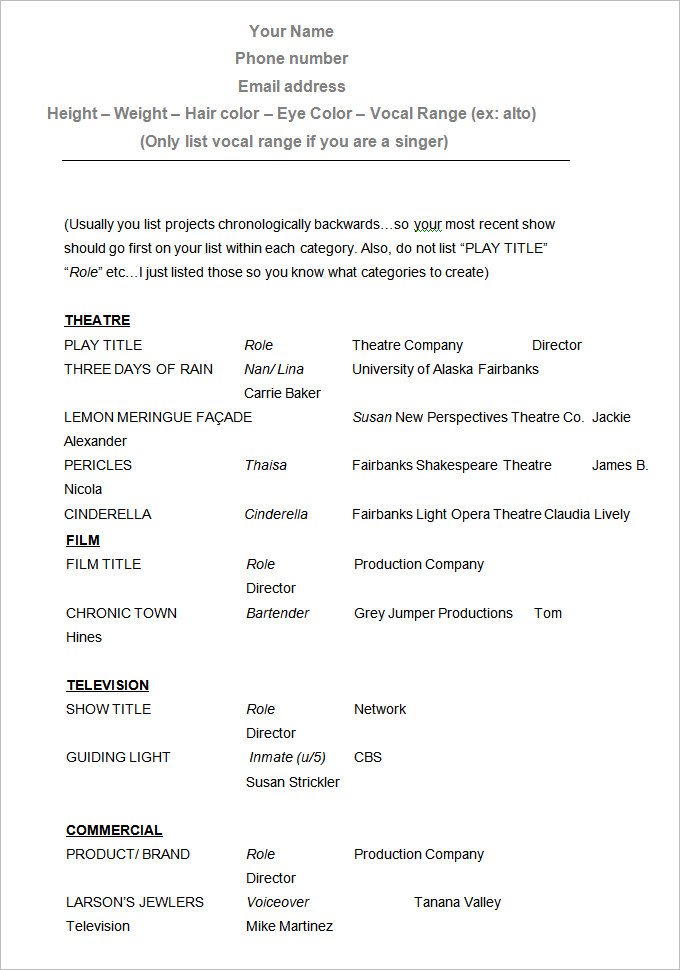 Your Name
Phone number
Email address
Height – Weight – Hair color – Eye Color – Vocal Range (ex: alto)
(Only list vocal range if you are a singer)
(Usually you list projects chronologically backwards…so your most recent show
should go first on your list within each category. Also, do not list “PLAY TITLE”
“Role” etc…I just listed those so you know what categories to create)
THEATRE
PLAY TITLE Role Theatre Company Director
THREE DAYS OF RAIN Nan/ Lina University of Alaska Fairbanks
Carrie Baker
LEMON MERINGUE FAÇADE Susan New Perspectives Theatre Co. Jackie
Alexander
PERICLES Thaisa Fairbanks Shakespeare Theatre James B.
Nicola
CINDERELLA Cinderella Fairbanks Light Opera Theatre Claudia Lively
FILM
FILM TITLE Role Production Company
Director
CHRONIC TOWN Bartender Grey Jumper Productions Tom
Hines
TELEVISION
SHOW TITLE Role Network
Director
GUIDING LIGHT Inmate (u/5) CBS
Susan Strickler
COMMERCIAL
PRODUCT/ BRAND Role Production Company
Director
LARSON’S JEWLERS Voiceover Tanana Valley
Television Mike Martinez